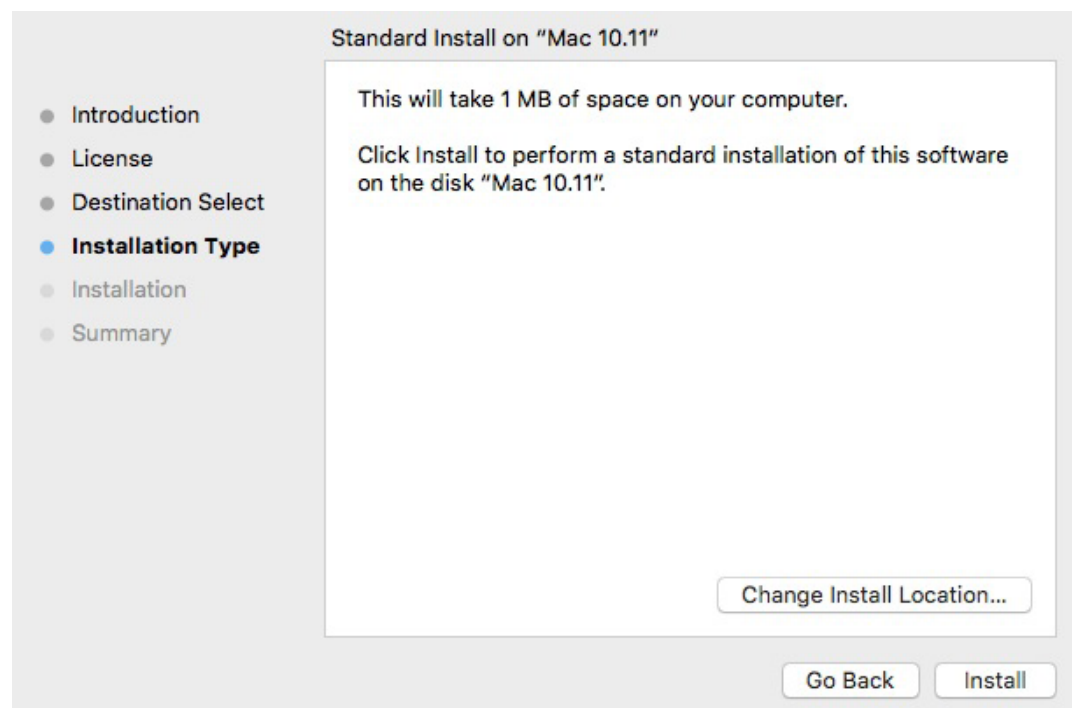 Standard Install on “Mac 10.11”
Introduction
License
Destination Select
Installation Type
Installation
Summary
This will take 1 MB of space on your computer.
Click Install to perform a standard installation of this software
on the disk “Mac 10.11”.
Change Install Location...
Go Back
Install